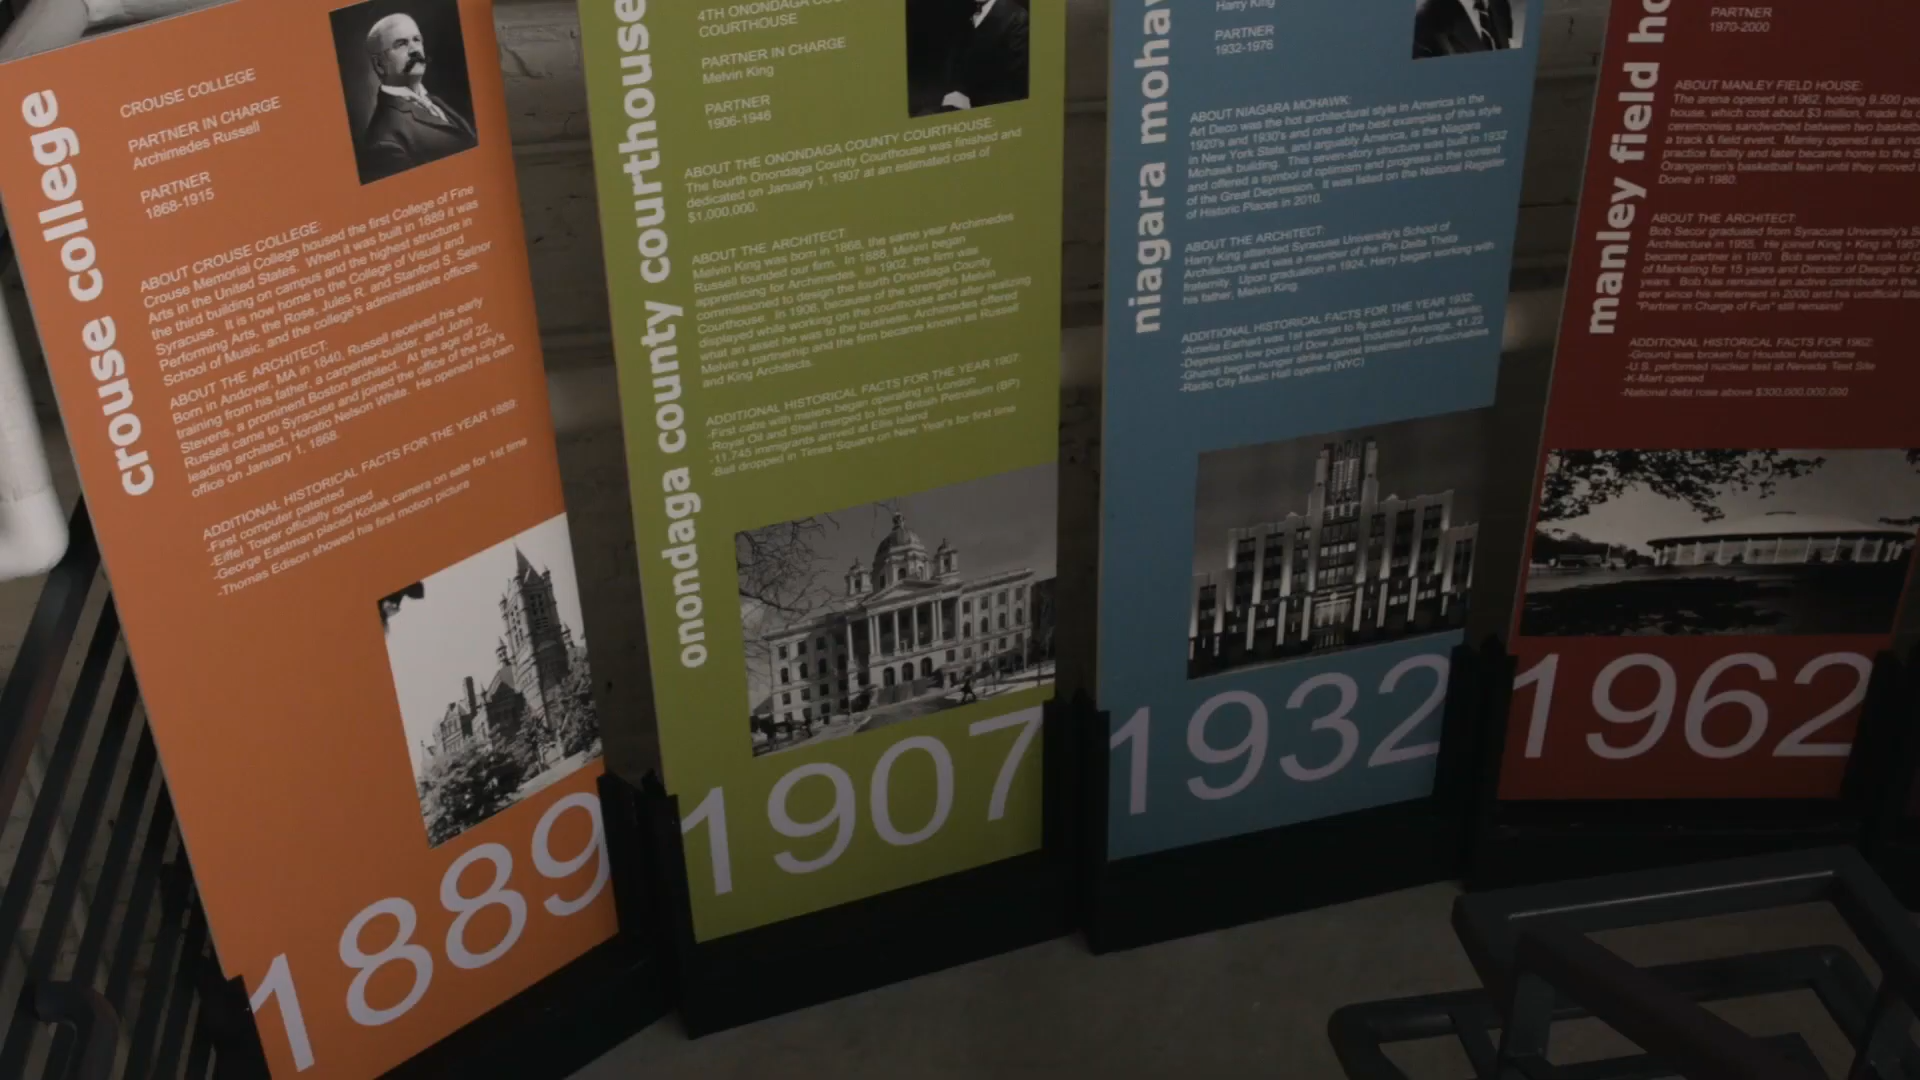 crouse college
CROUSE COLLEGE
PARTNER IN CHARGE
Archimedes Russell
PARTNER
1868-1915
ABOUT CROUSE COLLEGE:
Crouse Memorial College housed the first College of Fine
Arts in the United States. When it was built in 1889 it was
the third building on campus and the highest structure in
Syracuse. It is now home to the College of Visual and
Performing Arts, the Rose, Jules R. and Stanford S. Setnor
School of Music, and the college's administrative offices.
ABOUT THE ARCHITECT:
Born in Andover, MA in 1840, Russell received his early
training from his father, a carpenter-builder, and John
Stevens, a prominent Boston architect. At the age of 22,
Russell came to Syracuse and joined the office of the city's
leading architect, Horatio Nelson White. He opened his own
office on January 1, 1868.
ADDITIONAL HISTORICAL FACTS FOR THE YEAR 1889:
-First computer patented
-Eiffel Tower officially opened
-George Eastman placed Kodak camera on sale for 1st time
-Thomas Edison showed his first motion picture
1889
onondaga county courthouse
4TH ONONDAGA
COURTHOUSE
PARTNER IN CHARGE
Melvin King
PARTNER
1906-1946
ABOUT THE ONONDAGA COUNTY COURTHOUSE:
The fourth Onondaga County Courthouse was finished and
dedicated on January 1, 1907 at an estimated cost of
$1,000,000.
ABOUT THE ARCHITECT:
Melvin King was born in 1868, the same year Archimedes
Russell founded our firm. In 1888, Melvin began
apprenticing for Archimedes. In 1902, the firm was
commissioned to design the fourth Onondaga County
Courthouse. In 1906, because of the strengths Melvin
displayed while working on the courthouse and after realizing
what an asset he was to the business, Archimedes offered
Melvin a partnership and the firm became known as Russell
and King Architects.
ADDITIONAL HISTORICAL FACTS FOR THE YEAR 1907:
-First cabs with meters began operating in London
-Royal Oil and Shell merged to form British Petroleum (BP)
-11,745 immigrants arrived at Ellis Island
-Ball dropped in Times Square on New Year's for first time
1907
niagara mohaw
Harry King
PARTNER
1932-1976
ABOUT NIAGARA MOHAWK:
Art Deco was the hot architectural style in America in the
1920's and 1930's and one of the best examples of this style
in New York State, and arguably America, is the Niagara
Mohawk building. This seven-story structure was built in 1932
and offered a symbol of optimism and progress in the context
of the Great Depression. It was listed on the National Register
of Historic Places in 2010.
ABOUT THE ARCHITECT:
Harry King attended Syracuse University's School of
Architecture and was a member of the Phi Delta Theta
fraternity. Upon graduation in 1924, Harry began working with
his father, Melvin King.
ADDITIONAL HISTORICAL FACTS FOR THE YEAR 1932:
-Amelia Earhart was 1st woman to fly solo across the Atlantic
-Depression low point of Dow Jones Industrial Average, 41.22
-Ghandi began hunger strike against treatment of untouchables
-Radio City Music Hall opened (NYC)
1932
manley field ho
PARTNER
1970-2000
ABOUT MANLEY FIELD HOUSE:
The arena opened in 1962, holding 9,500
house, which cost about $3 million, made its
ceremonies sandwiched between two
a track & field event. Manley opened as an
practice facility and later became home to the
Orangemen's basketball team until they moved
Dome in 1980.
ABOUT THE ARCHITECT:
Bob Secor graduated from Syracuse University's
Architecture in 1955. He joined King + King in 1957
became partner in 1970. Bob served in the role of
of Marketing for 15 years and Director of Design for
years. Bob has remained an active contributor in the
ever since his retirement in 2000 and his unofficial
"Partner in Charge of Fun" still remains!
ADDITIONAL HISTORICAL FACTS FOR 1962:
-Ground was broken for Houston Astrodome
-U.S. performed nuclear test at Nevada Test Site
-K-Mart opened
-National debt rose above $300,000,000,000
1962